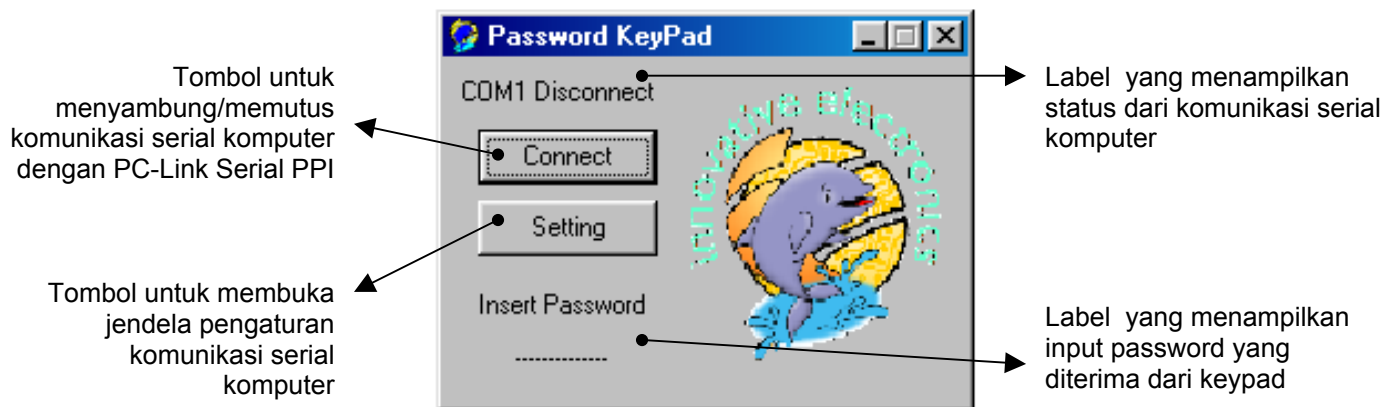 Password KeyPad
Tombol untuk
menyambung/memutus
komunikasi serial komputer
dengan PC-Link Serial PPI
COM1 Disconnect
Label yang menampilkan
status dari komunikasi serial
komputer
Connect
Setting
innovative electronics
Tombol untuk membuka
jendela pengaturan
komunikasi serial
komputer
Insert Password
-------------
Label yang menampilkan
input password yang
diterima dari keypad